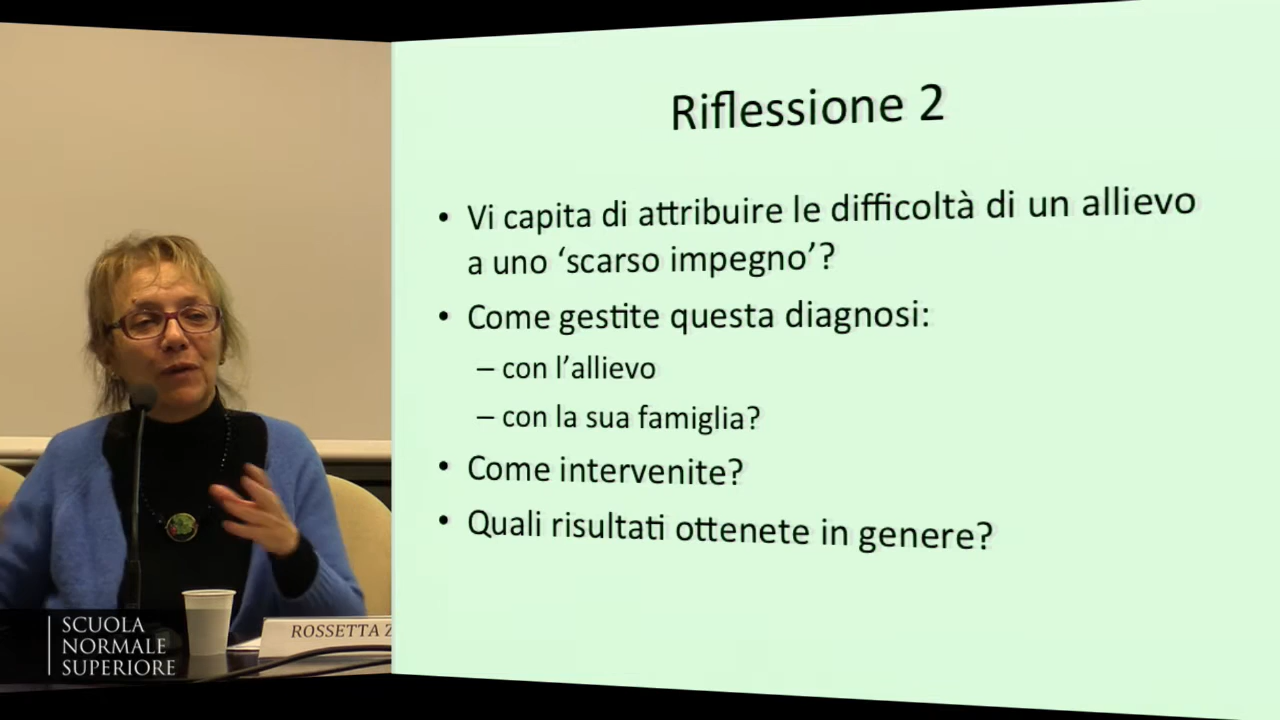 Riflessione 2
• Vi capita di attribuire le difficoltà di un allievo
a uno ‘scarso impegno’?
• Come gestite questa diagnosi:
– con l’allievo
– con la sua famiglia?
• Come intervenite?
• Quali risultati ottenete in genere?
ROSSETTA Z
SCUOLA
NORMALE
SUPERIORE